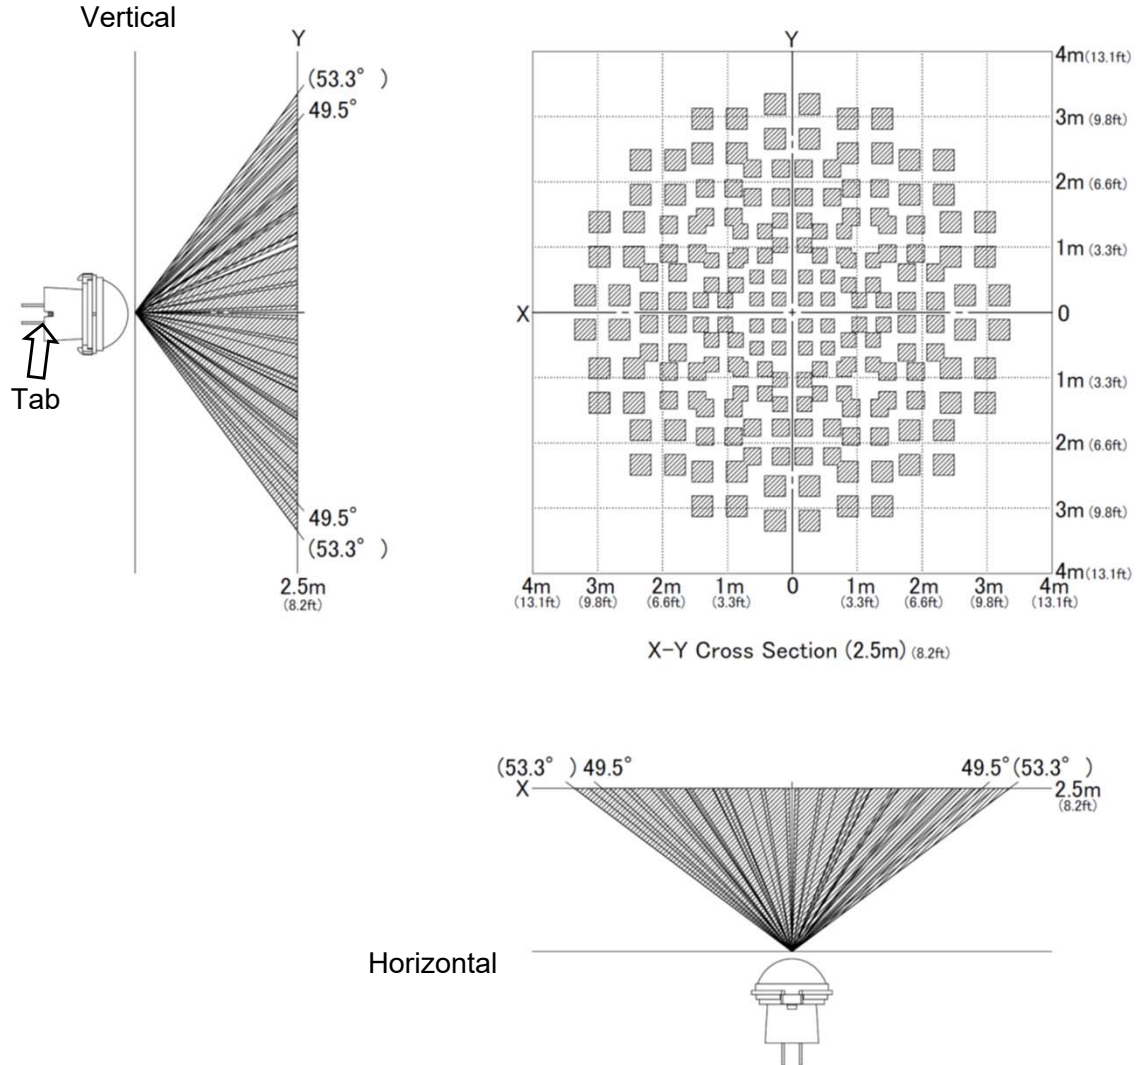 Vertical
Y
(53.3° )
49.5°
Tab
49.5°
(53.3° )
2.5m
(8.2ft)
Y
4m(13.1ft)
3m (9.8ft)
2m (6.6ft)
1m (3.3ft)
X
0
1m (3.3ft)
2m (6.6ft)
3m (9.8ft)
4m(13.1ft)
4m 3m 2m 1m 0 1m 2m 3m 4m
(13.1ft) (9.8ft) (6.6ft) (3.3ft) (3.3ft) (6.6ft) (9.8ft) (13.1ft)
X-Y Cross Section (2.5m) (8.2ft)
(53.3° ) 49.5° 49.5° (53.3° )
X 2.5m
(8.2ft)
Horizontal